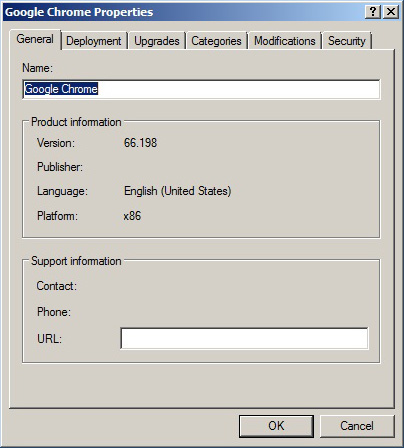 Google Chrome Properties
General Deployment Upgrades Categories Modifications Security
Name:
Google Chrome
Product information
Version: 66.198
Publisher:
Language: English (United States)
Platform: x86
Support information
Contact:
Phone:
URL:
OK Cancel